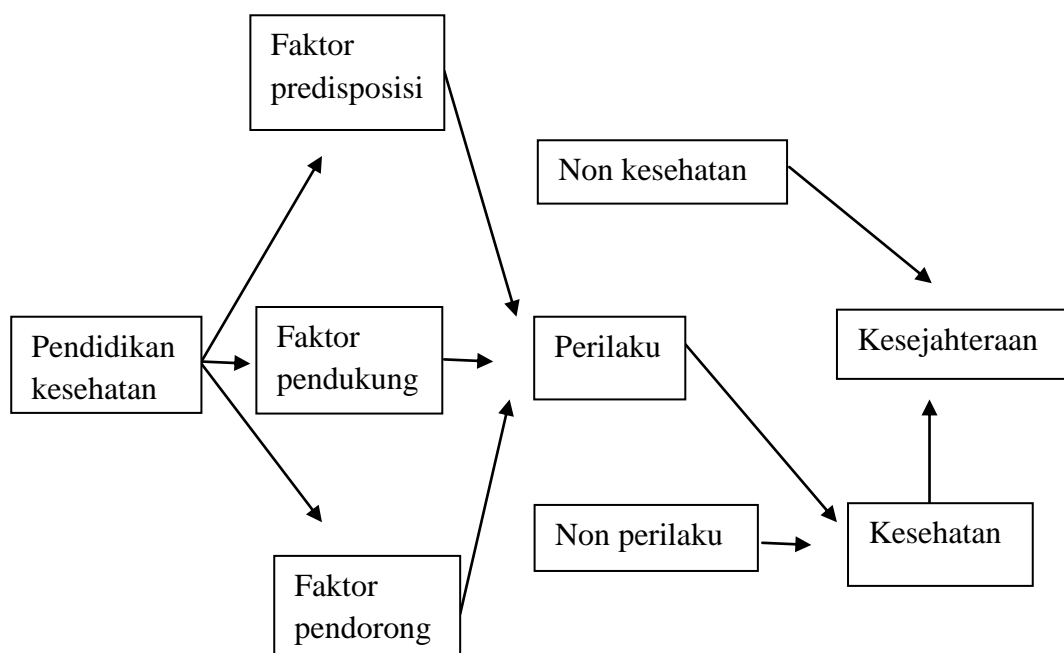 Faktor
predisposisi
Non kesehatan
Pendidikan
kesehatan
Faktor
pendukung
Perilaku
Kesejahteraan
Non perilaku
Kesehatan
Faktor
pendorong